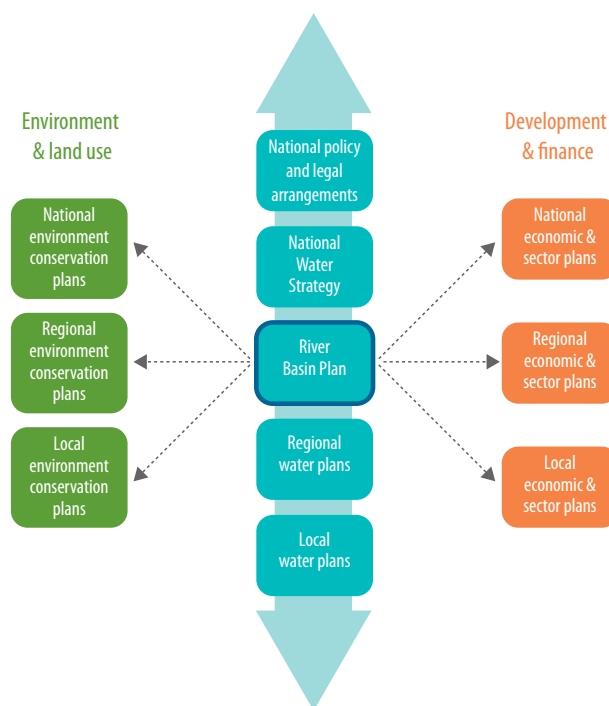 Environment
& land use
National
environment
conservation
plans
Regional
environment
conservation
plans
Local
environment
conservation
plans
National policy
and legal
arrangements
National
Water
Strategy
River
Basin Plan
Regional
water plans
Local
water plans
Development
& finance
National
economic &
sector plans
Regional
economic &
sector plans
Local
economic &
sector plans